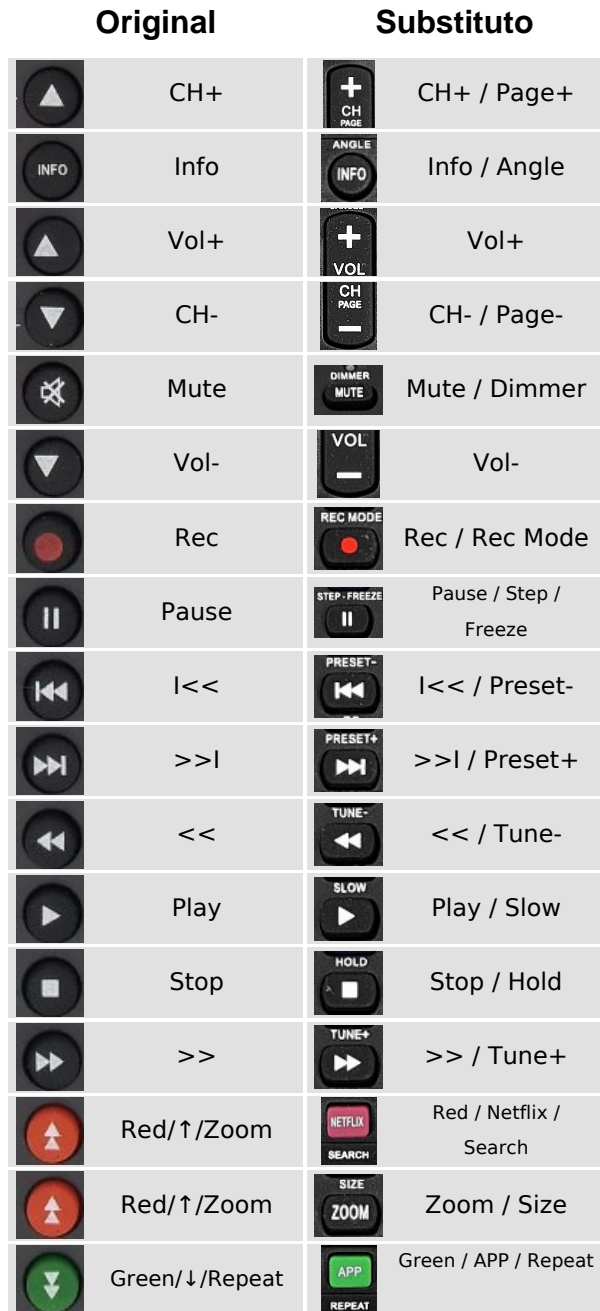 Original Substituto
CH+ + CH PAGE CH+ / Page+
INFO Info ANGLE INFO Info / Angle
Vol+ + VOL Vol+
CH- CH PAGE – CH- / Page-
Mute DIMMER MUTE Mute / Dimmer
Vol- VOL – Vol-
Rec REC MODE Rec / Rec Mode
Pause STEP-FREEZE Pause / Step /
Freeze
I<< PRESET- I<< / Preset-
>>I PRESET+ >>I / Preset+
<< TUNE- << / Tune-
Play SLOW Play / Slow
Stop HOLD Stop / Hold
>> TUNE+ >> / Tune+
Red/↑/Zoom NETFLIX SEARCH Red / Netflix /
Search
Red/↑/Zoom SIZE ZOOM Zoom / Size
Green/↓/Repeat APP REPEAT Green / APP / Repeat